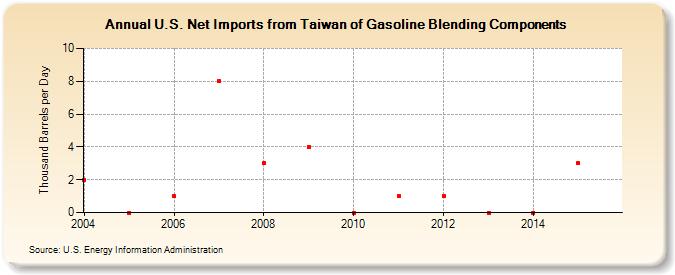 Annual U.S. Net Imports from Taiwan of Gasoline Blending Components
Thousand Barrels per Day
10
8
6
4
2
0
2004 2006 2008 2010 2012 2014
Source: U.S. Energy Information Administration